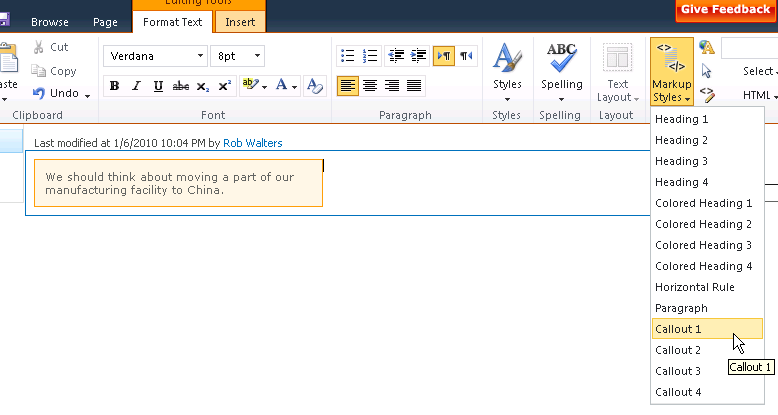 Editing Tools
Give Feedback
Browse Page Format Text Insert
Cut
Copy
Undo
Clipboard
Verdana 8pt
B I U abc x₂ x² ab A A
Font
Paragraph
Styles
Styles
ABC
Spelling
Spelling
Text
Layout
Layout
Markup
Styles
Select
HTML
Last modified at 1/6/2010 10:04 PM by Rob Walters
We should think about moving a part of our
manufacturing facility to China.
Heading 1
Heading 2
Heading 3
Heading 4
Colored Heading 1
Colored Heading 2
Colored Heading 3
Colored Heading 4
Horizontal Rule
Paragraph
Callout 1
Callout 1
Callout 2
Callout 3
Callout 4